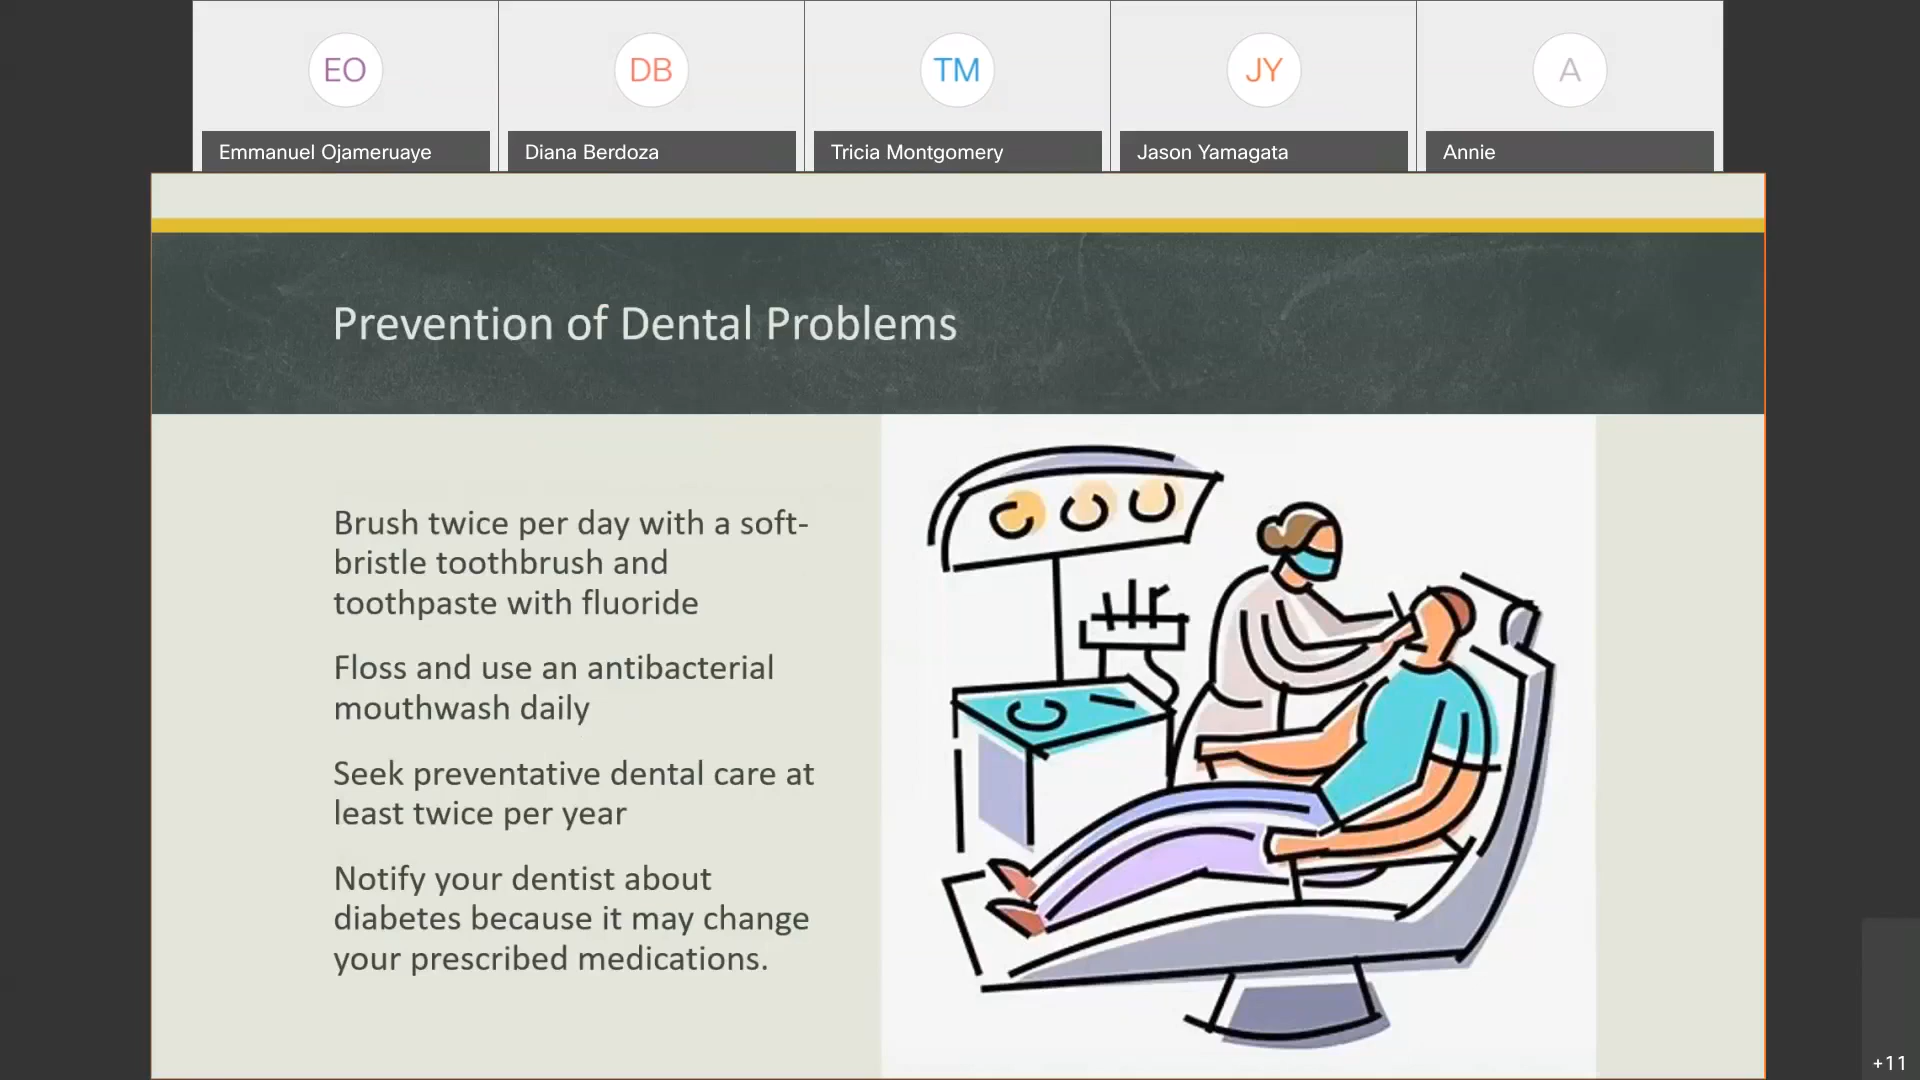 EO
DB
TM
JY
A
Emmanuel Ojameruaye
Diana Berdoza
Tricia Montgomery
Jason Yamagata
Annie
Prevention of Dental Problems
Brush twice per day with a soft-
bristle toothbrush and
toothpaste with fluoride
Floss and use an antibacterial
mouthwash daily
Seek preventative dental care at
least twice per year
Notify your dentist about
diabetes because it may change
your prescribed medications.
+11